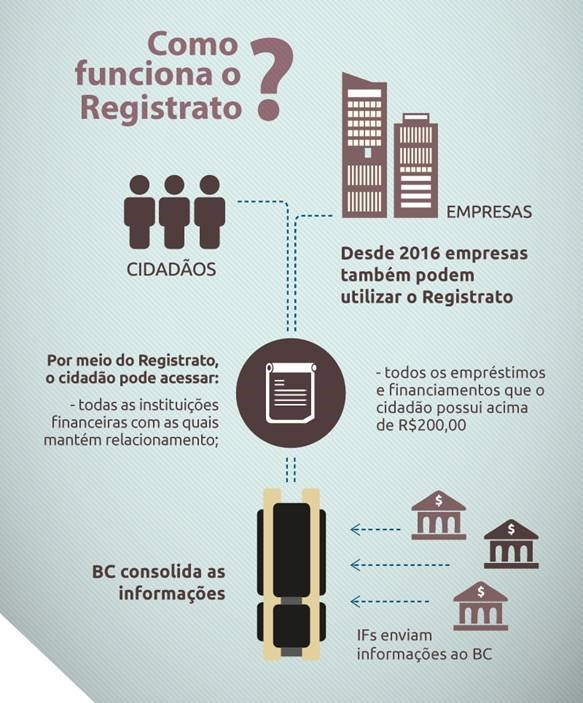 Como
funciona o
Registrato
?
EMPRESAS
CIDADÃOS
Desde 2016 empresas
também podem
utilizar o Registrato
Por meio do Registrato,
o cidadão pode acessar:
- todas as instituições
financeiras com as quais
mantém relacionamento;
- todos os empréstimos
e financiamentos que o
cidadão possui acima
de R$200,00
$
$
$
BC consolida as
informações
IFs enviam
informações ao BC